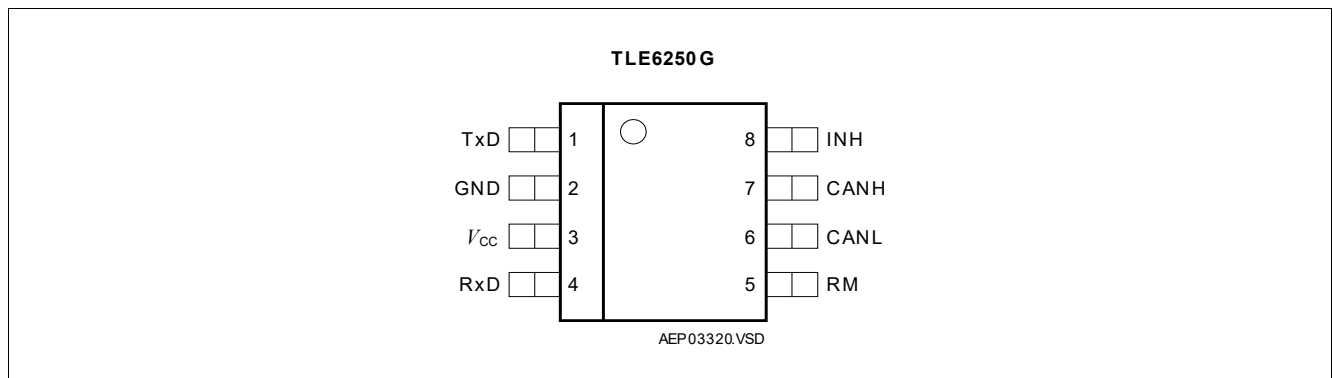 TLE6250G
TxD 1 8 INH
GND 2 7 CANH
VCC 3 6 CANL
RxD 4 5 RM
AEP03320.VSD